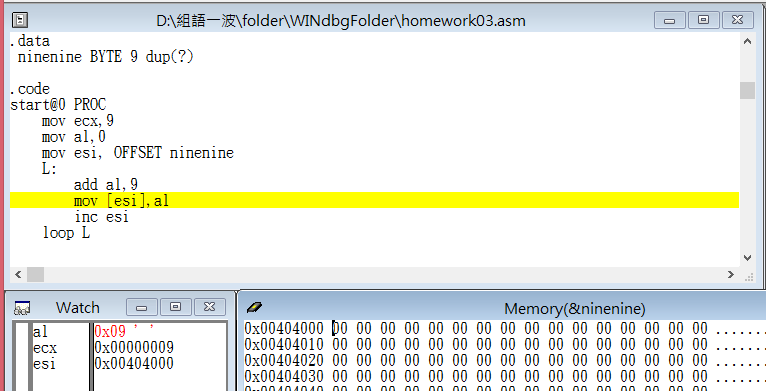 D:\組語一波\folder\WINdbgFolder\homework03.asm
.data
ninenine BYTE 9 dup(?)
.code
start@0 PROC
mov ecx,9
mov al,0
mov esi, OFFSET ninenine
L:
add al,9
mov [esi],al
inc esi
loop L
Watch
al 0x09 ' '
ecx 0x00000009
esi 0x00404000
Memory(&ninenine)
0x00404000 00 00 00 00 00 00 00 00 00 00 00 00 00 00 00 00 .......
0x00404010 00 00 00 00 00 00 00 00 00 00 00 00 00 00 00 00 .......
0x00404020 00 00 00 00 00 00 00 00 00 00 00 00 00 00 00 00 .......
0x00404030 00 00 00 00 00 00 00 00 00 00 00 00 00 00 00 00 .......